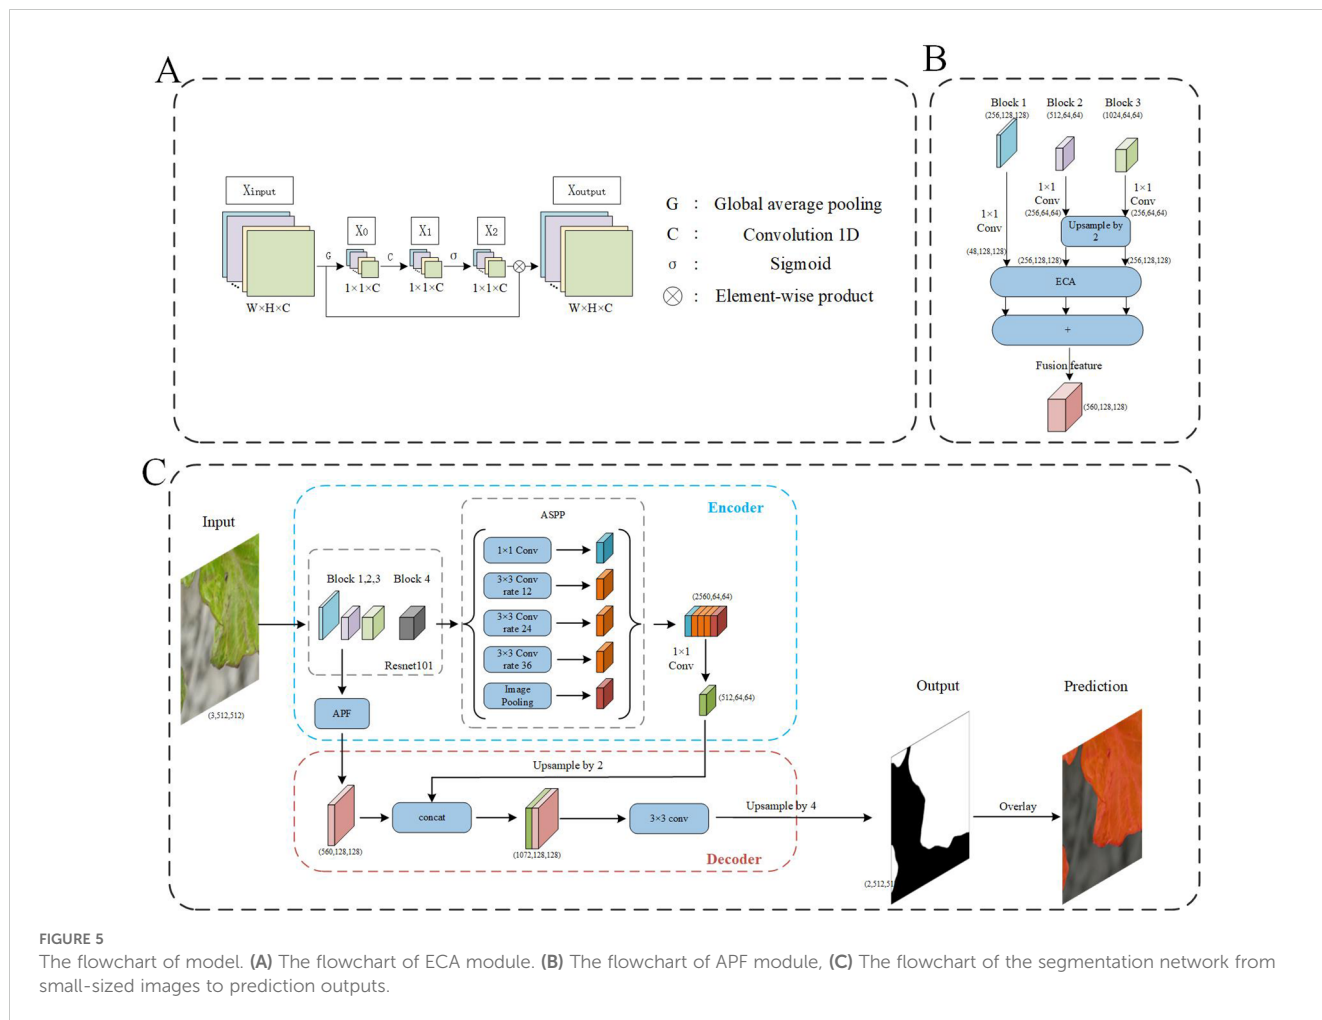 A
Xinput
W×H×C
G
X0
1×1×C
C
X1
1×1×C
σ
X2
1×1×C
Xoutput
W×H×C
G : Global average pooling
C : Convolution 1D
σ : Sigmoid
⊗ : Element-wise product
B
Block 1
(256,128,128)
Block 2
(512,64,64)
Block 3
(1024,64,64)
1×1
Conv
(48,128,128)
1×1
Conv
(256,64,64)
1×1
Conv
(256,64,64)
Upsample by
2
(256,128,128)
(256,128,128)
ECA
+
Fusion feature
(560,128,128)
C
Input
(3,512,512)
Encoder
Block 1,2,3
Block 4
Resnet101
APF
ASPP
1×1 Conv
3×3 Conv
rate 12
3×3 Conv
rate 24
3×3 Conv
rate 36
Image
Pooling
(2560,64,64)
1×1
Conv
(512,64,64)
Upsample by 2
(560,128,128)
concat
(1072,128,128)
3×3 conv
Decoder
Upsample by 4
Output
(2,512,51
Overlay
Prediction
FIGURE 5
The flowchart of model. (A) The flowchart of ECA module. (B) The flowchart of APF module, (C) The flowchart of the segmentation network from
small-sized images to prediction outputs.